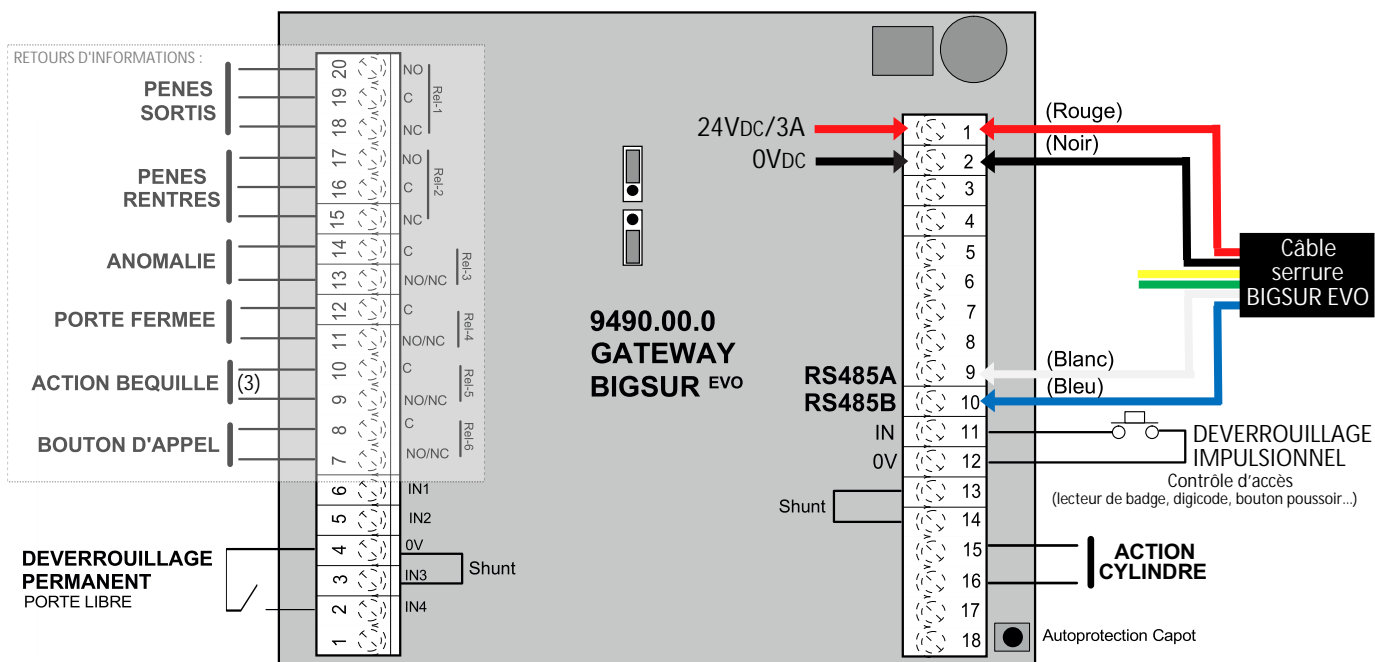 RETOURS D'INFORMATIONS :
PENES
SORTIS
PENES
RENTRES
ANOMALIE
PORTE FERMEE
ACTION BEQUILLE (3)
BOUTON D'APPEL
DEVERROUILLAGE
PERMANENT
PORTE LIBRE
20 NO
19 C
18 NC
Rel-1
17 NO
16 C
15 NC
Rel-2
14 C
13 NO/NC
Rel-3
12 C
11 NO/NC
Rel-4
10 C
9 NO/NC
Rel-5
8 C
7 NO/NC
Rel-6
6 IN1
5 IN2
4 0V
3 IN3
Shunt
2 IN4
1
9490.00.0
GATEWAY
BIGSUR EVO
24VDC/3A
0VDC
RS485A
RS485B
IN
0V
Shunt
1
2
3
4
5
6
7
8
9
10
11
12
13
14
15
16
17
18
(Rouge)
(Noir)
(Blanc)
(Bleu)
Câble
serrure
BIGSUR EVO
DEVERROUILLAGE
IMPULSIONNEL
Contrôle d'accès
(lecteur de badge, digicode, bouton poussoir...)
ACTION
CYLINDRE
Autoprotection Capot